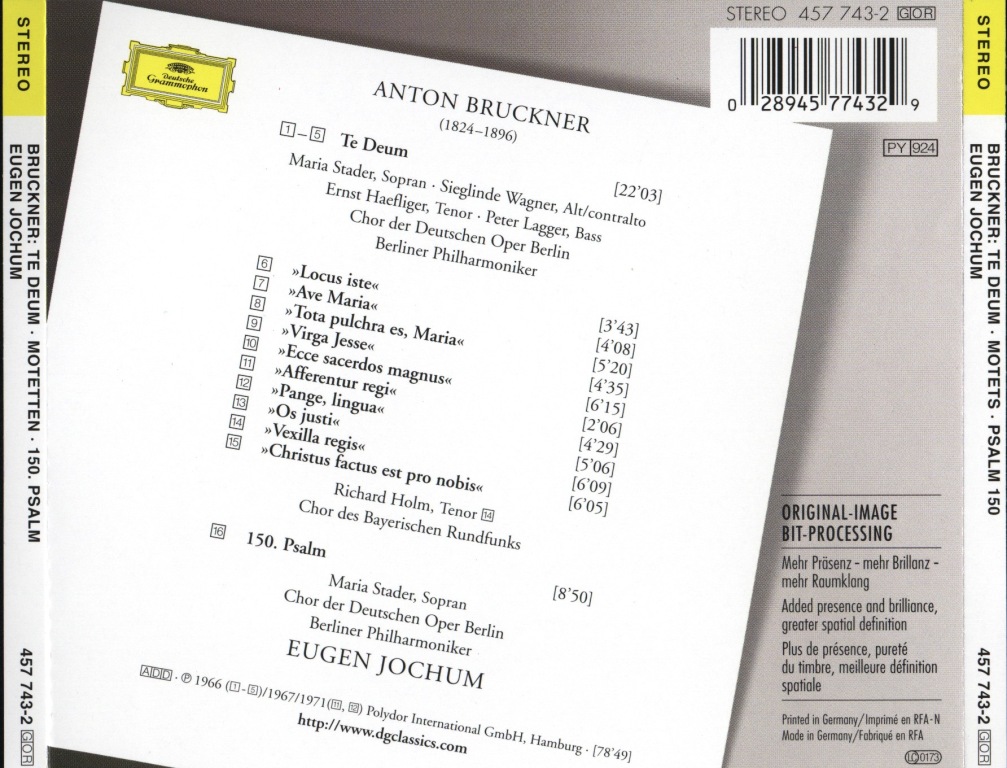 STEREO
BRUCKNER: TE DEUM · MOTETTEN · 150. PSALM
EUGEN JOCHUM
457 743-2 GOR
Deutsche
Grammophon
ANTON BRUCKNER
(1824–1896)
1 – 5 Te Deum [22'03]
Maria Stader, Sopran · Sieglinde Wagner, Alt/contralto
Ernst Haefliger, Tenor · Peter Lagger, Bass
Chor der Deutschen Oper Berlin
Berliner Philharmoniker
6 »Locus iste« [3'43]
7 »Ave Maria« [4'08]
8 »Tota pulchra es, Maria« [5'20]
9 »Virga Jesse« [4'35]
10 »Ecce sacerdos magnus« [6'15]
11 »Afferentur regi« [2'06]
12 »Pange, lingua« [4'29]
13 »Os justi« [5'06]
14 »Vexilla regis« [6'09]
15 »Christus factus est pro nobis« [6'05]
Richard Holm, Tenor 14
Chor des Bayerischen Rundfunks
16 150. Psalm [8'50]
Maria Stader, Sopran
Chor der Deutschen Oper Berlin
Berliner Philharmoniker
EUGEN JOCHUM
ADD · ℗ 1966 (1-5)/1967/1971(11, 12) Polydor International GmbH, Hamburg · [78'49]
http://www.dgclassics.com
STEREO 457 743-2 GOR
0 28945 77432 9
PY 924
ORIGINAL-IMAGE
BIT-PROCESSING
Mehr Präsenz – mehr Brillanz –
mehr Raumklang
Added presence and brilliance,
greater spatial definition
Plus de présence, pureté
du timbre, meilleure définition
spatiale
Printed in Germany/Imprimé en RFA-N
Made in Germany/Fabriqué en RFA
LC 0173
STEREO
BRUCKNER: TE DEUM · MOTETS · PSALM 150
EUGEN JOCHUM
457 743-2 GOR